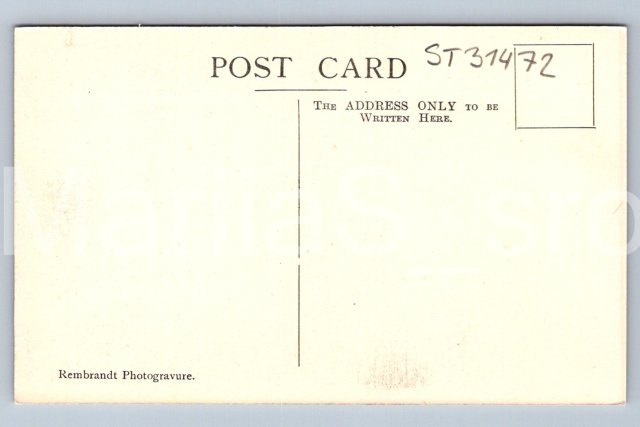 POST CARD
ST31472
THE ADDRESS ONLY TO BE
WRITTEN HERE.
Rembrandt Photogravure.